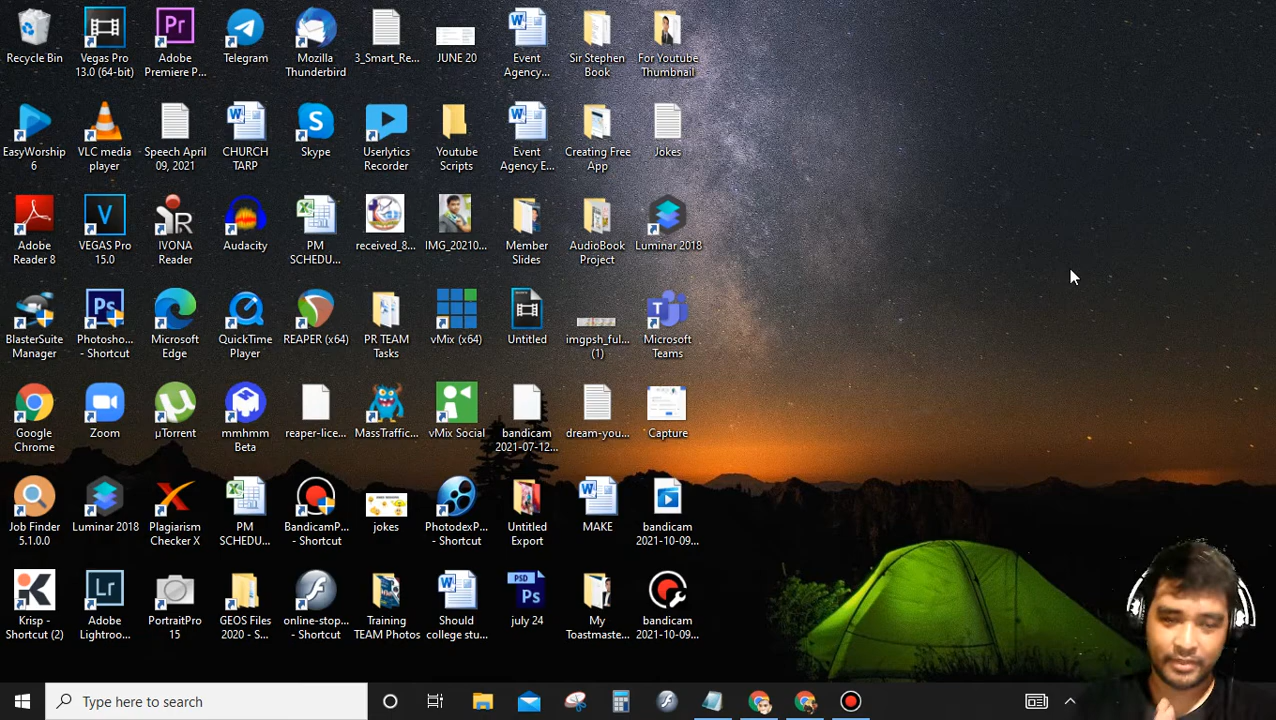 Recycle Bin
Vegas Pro
13.0 (64-bit)
Pr
Adobe
Premiere P...
Telegram
Mozilla
Thunderbird
3_Smart_Re...
JUNE 20
Event
Agency...
Sir Stephen
Book
For Youtube
Thumbnail
EasyWorship
6
VLC media
player
Speech April
09, 2021
CHURCH
TARP
Skype
Userlytics
Recorder
Youtube
Scripts
Event
Agency E...
Creating Free
App
Jokes
Adobe
Reader 8
V
VEGAS Pro
15.0
IVONA
Reader
Audacity
PM
SCHEDU...
received_8...
IMG_20210...
Member
Slides
AudioBook
Project
Luminar 2018
BlasterSuite
Manager
Ps
Photosho...
- Shortcut
Microsoft
Edge
QuickTime
Player
REAPER (x64)
PR TEAM
Tasks
vMix (x64)
Untitled
imgpsh_ful...
(1)
Microsoft
Teams
Google
Chrome
Zoom
µTorrent
mmhmm
Beta
reaper-lice...
MassTraffic...
vMix Social
bandicam
2021-07-12...
dream-you...
Capture
Job Finder
5.1.0.0
Luminar 2018
Plagiarism
Checker X
PM
SCHEDU...
BandicamP...
- Shortcut
jokes
PhotodexP...
- Shortcut
Untitled
Export
MAKE
bandicam
2021-10-09...
Krisp -
Shortcut (2)
Lr
Adobe
Lightroo...
PortraitPro
15
GEOS Files
2020 - S...
online-stop...
- Shortcut
Training
TEAM Photos
Should
college stu...
PSD
Ps
july 24
My
Toastmaste...
bandicam
2021-10-09...
Type here to search